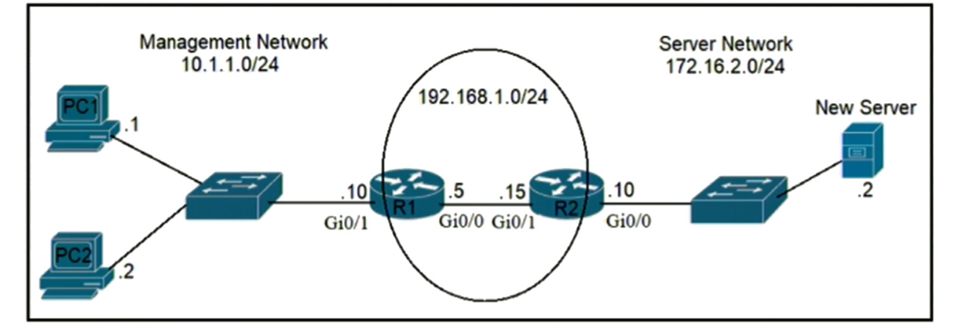 Management Network
10.1.1.0/24
Server Network
172.16.2.0/24
192.168.1.0/24
New Server
PC1
.1
.10
R1
.5
.15
R2
.10
.2
Gi0/1
Gi0/0
Gi0/1
Gi0/0
PC2
.2